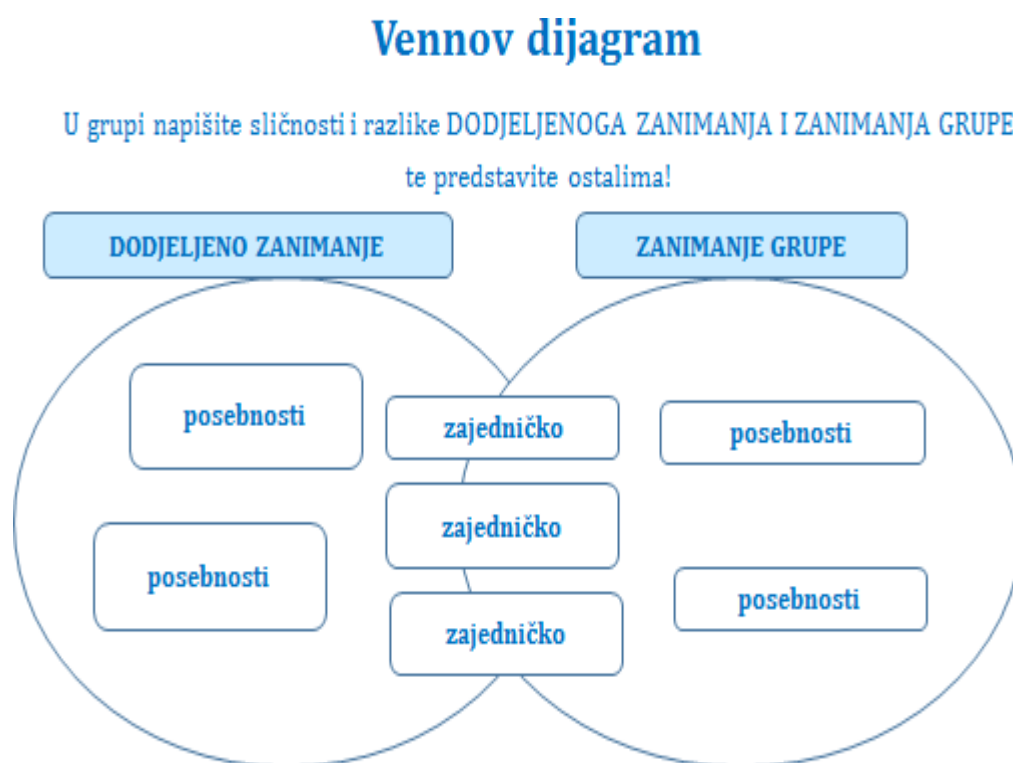 Vennov dijagram
U grupi napišite sličnosti i razlike DODJELJENOGA ZANIMANJA I ZANIMANJA GRUPE
te predstavite ostalima!
DODJELJENO ZANIMANJE
ZANIMANJE GRUPE
posebnosti
zajedničko
posebnosti
zajedničko
posebnosti
posebnosti
zajedničko